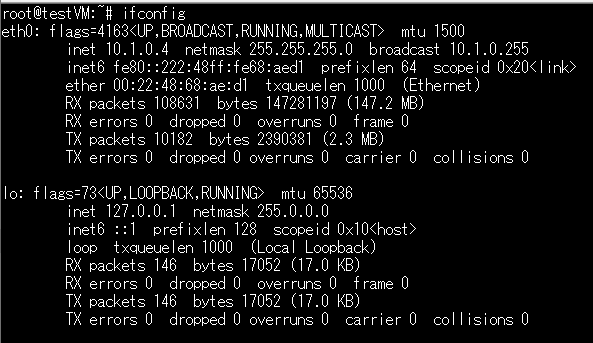 root@testVM:~# ifconfig
eth0: flags=4163<UP,BROADCAST,RUNNING,MULTICAST>  mtu 1500
        inet 10.1.0.4  netmask 255.255.255.0  broadcast 10.1.0.255
        inet6 fe80::222:48ff:fe68:aed1  prefixlen 64  scopeid 0x20<link>
        ether 00:22:48:68:ae:d1  txqueuelen 1000  (Ethernet)
        RX packets 108631  bytes 147281197 (147.2 MB)
        RX errors 0  dropped 0  overruns 0  frame 0
        TX packets 10182  bytes 2390381 (2.3 MB)
        TX errors 0  dropped 0 overruns 0  carrier 0  collisions 0

lo: flags=73<UP,LOOPBACK,RUNNING>  mtu 65536
        inet 127.0.0.1  netmask 255.0.0.0
        inet6 ::1  prefixlen 128  scopeid 0x10<host>
        loop  txqueuelen 1000  (Local Loopback)
        RX packets 146  bytes 17052 (17.0 KB)
        RX errors 0  dropped 0  overruns 0  frame 0
        TX packets 146  bytes 17052 (17.0 KB)
        TX errors 0  dropped 0 overruns 0  carrier 0  collisions 0